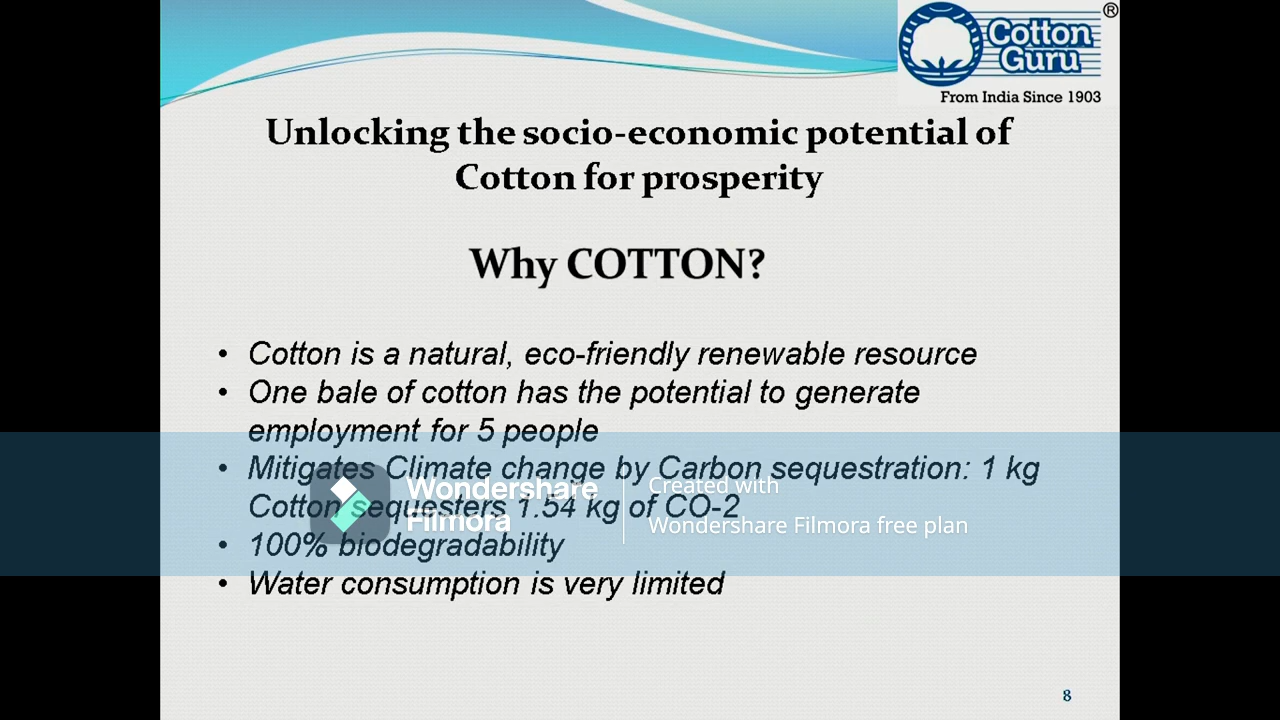 ®
Cotton
Guru
From India Since 1903
Unlocking the socio-economic potential of
Cotton for prosperity
Why COTTON?
• Cotton is a natural, eco-friendly renewable resource
• One bale of cotton has the potential to generate
employment for 5 people
• Mitigates Climate change by Carbon sequestration: 1 kg
Cotton sequesters 1.54 kg of CO-2
• 100% biodegradability
• Water consumption is very limited
Wondershare
Filmora
Created with
Wondershare Filmora free plan
8